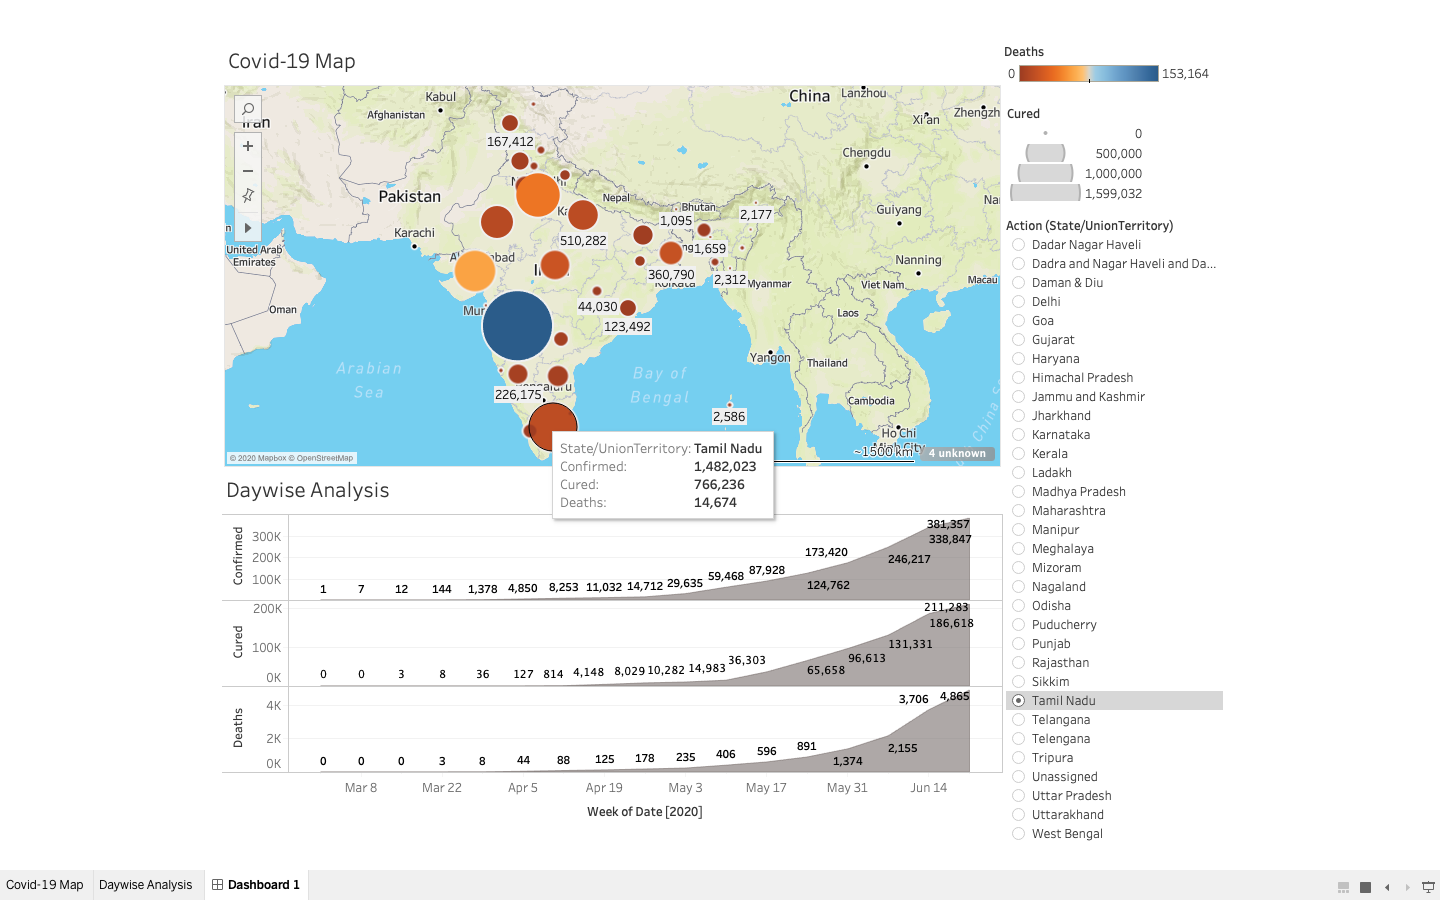 Covid-19 Map
Kabul
Afghanistan
Iran
China
Lanzhou
Xi'an
Zhengzh
167,412
Chengdu
Pakistan
Nepal
Bhutan
1,095
2,177
Guiyang
Karachi
510,282
91,659
United Arab
Emirates
360,790
Kolkata
2,312
Myanmar
Nanning
Viet Nam
Macau
Oman
44,030
123,492
Laos
Arabian
Sea
Bay of
Bengal
Yangon
Thailand
226,175
Bengaluru
2,586
Cambodia
Ho Chi
Minh City
~1500 km
4 unknown
© 2020 Mapbox © OpenStreetMap
State/UnionTerritory: Tamil Nadu
Confirmed: 1,482,023
Cured: 766,236
Deaths: 14,674
Daywise Analysis
Confirmed
300K
200K
100K
1 7 12 144 1,378 4,850 8,253 11,032 14,712 29,635 59,468 87,928 124,762 173,420 246,217 338,847 381,357
Cured
200K
100K
0K
0 0 3 8 36 127 814 4,148 8,029 10,282 14,983 36,303 65,658 96,613 131,331 186,618 211,283
Deaths
4K
2K
0K
0 0 0 3 8 44 88 125 178 235 406 596 891 1,374 2,155 3,706 4,865
Mar 8 Mar 22 Apr 5 Apr 19 May 3 May 17 May 31 Jun 14
Week of Date [2020]
Deaths
0 153,164
Cured
0
500,000
1,000,000
1,599,032
Action (State/UnionTerritory)
Dadar Nagar Haveli
Dadra and Nagar Haveli and Da...
Daman & Diu
Delhi
Goa
Gujarat
Haryana
Himachal Pradesh
Jammu and Kashmir
Jharkhand
Karnataka
Kerala
Ladakh
Madhya Pradesh
Maharashtra
Manipur
Meghalaya
Mizoram
Nagaland
Odisha
Puducherry
Punjab
Rajasthan
Sikkim
Tamil Nadu
Telangana
Telengana
Tripura
Unassigned
Uttar Pradesh
Uttarakhand
West Bengal
Covid-19 Map
Daywise Analysis
Dashboard 1